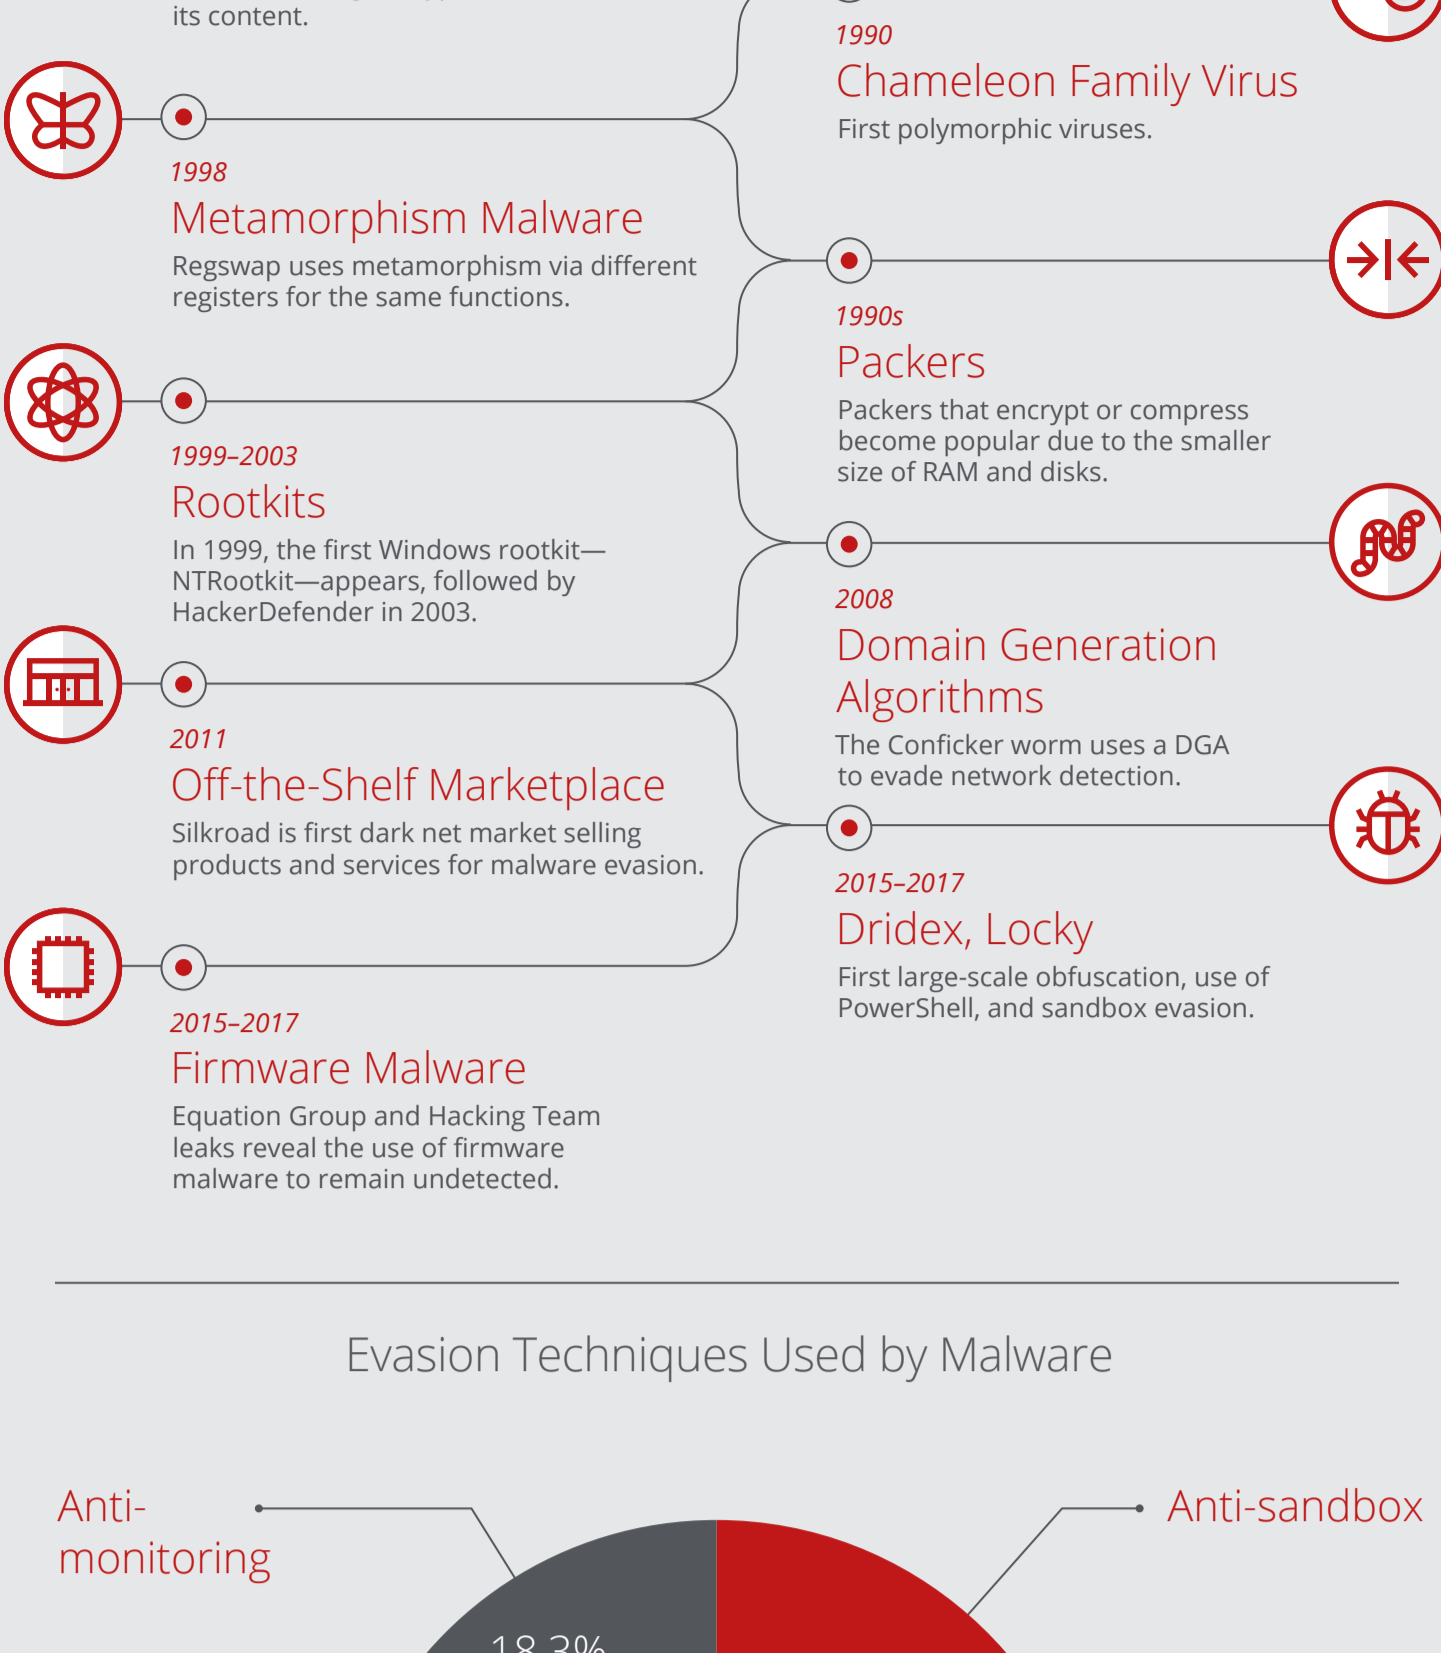 its content.
1990
Chameleon Family Virus
First polymorphic viruses.
1998
Metamorphism Malware
Regswap uses metamorphism via different
registers for the same functions.
1990s
Packers
Packers that encrypt or compress
become popular due to the smaller
size of RAM and disks.
1999–2003
Rootkits
In 1999, the first Windows rootkit—
NTRootkit—appears, followed by
HackerDefender in 2003.
2008
Domain Generation
Algorithms
The Conficker worm uses a DGA
to evade network detection.
2011
Off-the-Shelf Marketplace
Silkroad is first dark net market selling
products and services for malware evasion.
2015–2017
Dridex, Locky
First large-scale obfuscation, use of
PowerShell, and sandbox evasion.
2015–2017
Firmware Malware
Equation Group and Hacking Team
leaks reveal the use of firmware
malware to remain undetected.
Evasion Techniques Used by Malware
Anti-
monitoring
Anti-sandbox
18.3%